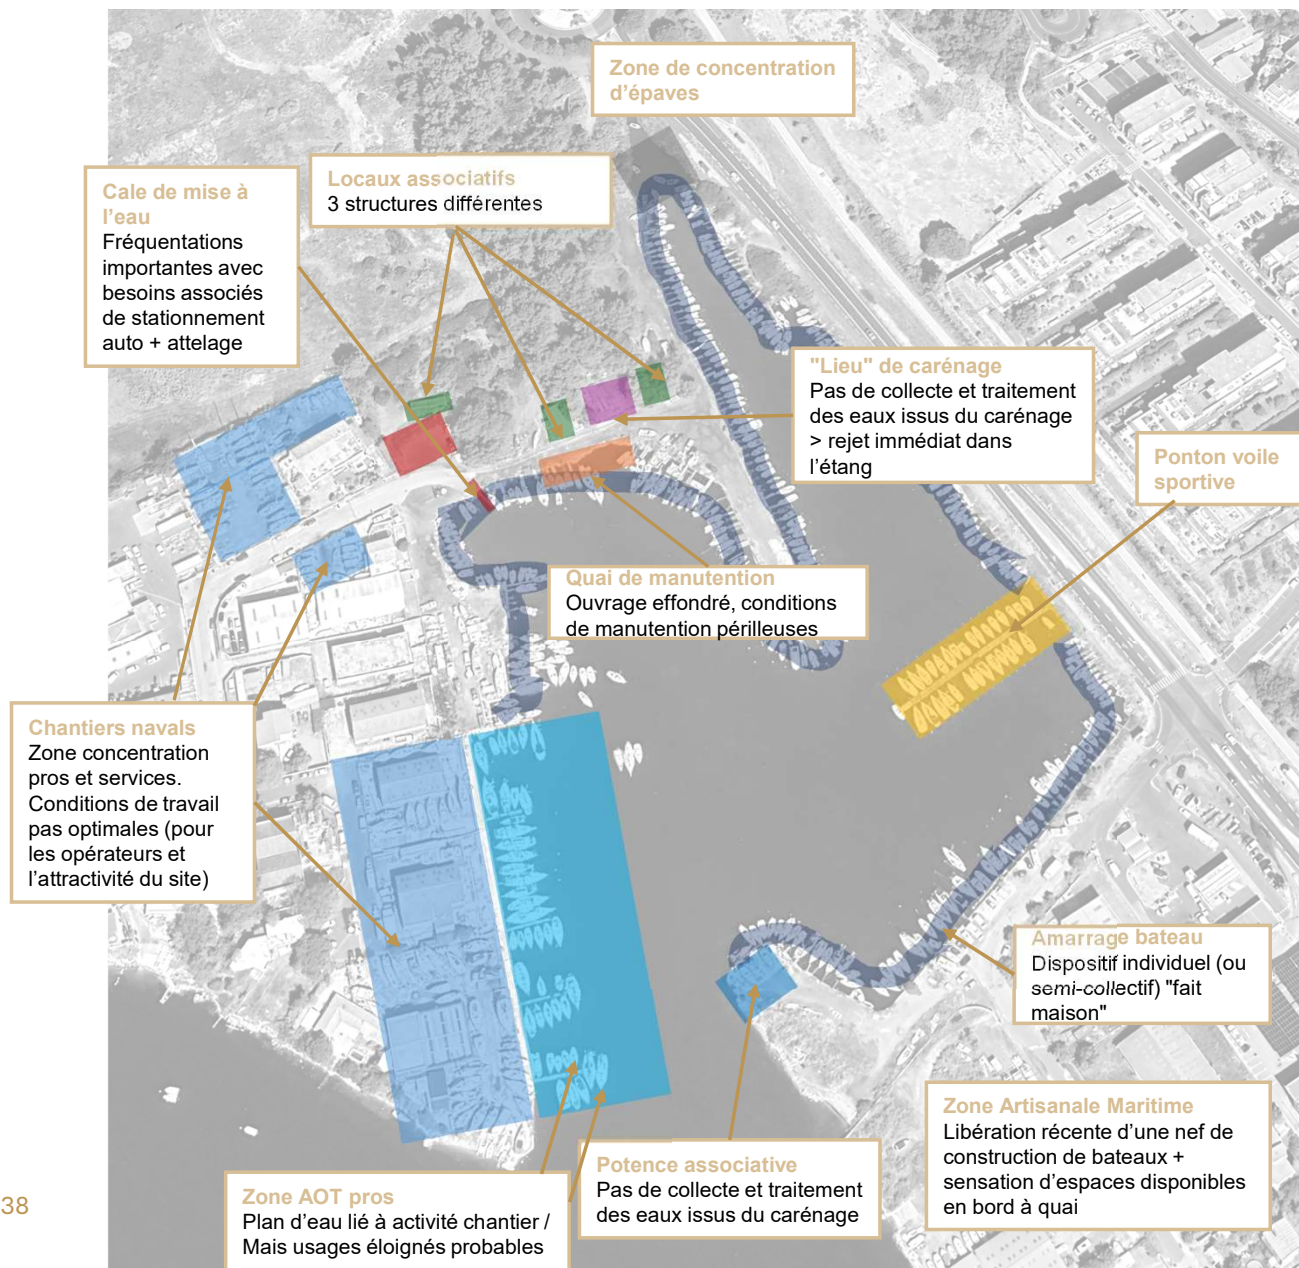 Zone de concentration
d'épaves
Locaux associatifs
3 structures différentes
Cale de mise à
l'eau
Fréquentations
importantes avec
besoins associés
de stationnement
auto + attelage
"Lieu" de carénage
Pas de collecte et traitement
des eaux issus du carénage
> rejet immédiat dans
l'étang
Ponton voile
sportive
Quai de manutention
Ouvrage effondré, conditions
de manutention périlleuses
Chantiers navals
Zone concentration
pros et services.
Conditions de travail
pas optimales (pour
les opérateurs et
l'attractivité du site)
Amarrage bateau
Dispositif individuel (ou
semi-collectif) "fait
maison"
Zone Artisanale Maritime
Libération récente d'une nef de
construction de bateaux +
sensation d'espaces disponibles
en bord à quai
Potence associative
Pas de collecte et traitement
des eaux issus du carénage
Zone AOT pros
Plan d'eau lié à activité chantier /
Mais usages éloignés probables
38